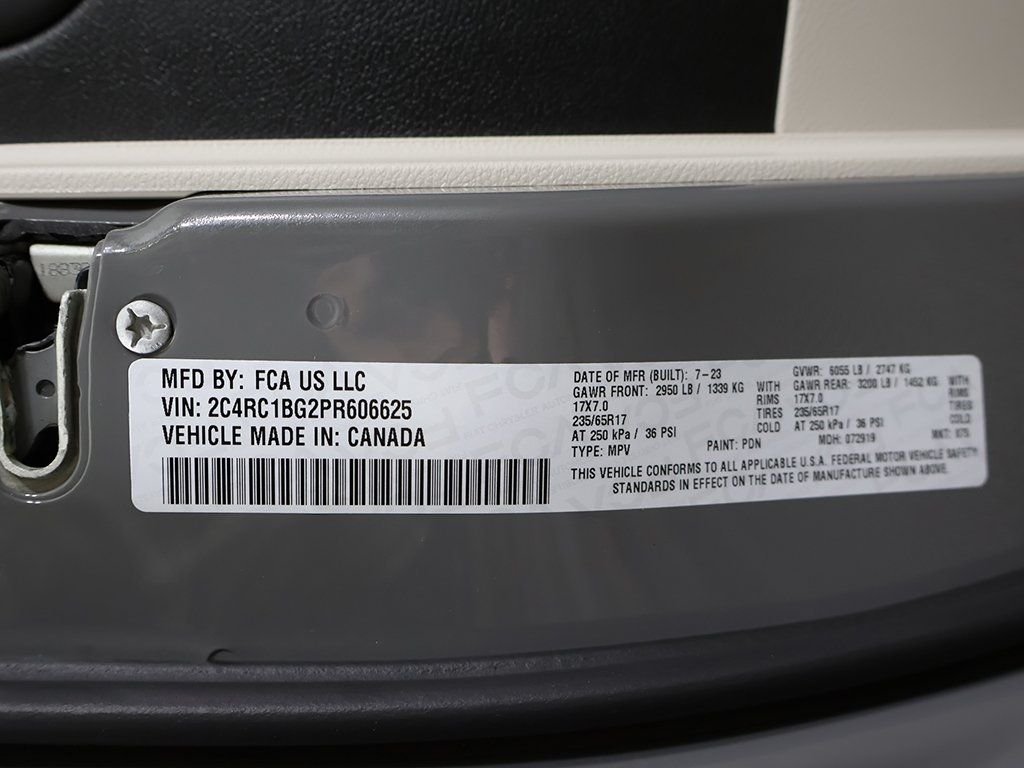 MFD BY: FCA US LLC
VIN: 2C4RC1BG2PR606625
VEHICLE MADE IN: CANADA
DATE OF MFR (BUILT): 7-23
GVWR: 6055 LB / 2747 KG
GAWR FRONT: 2950 LB / 1339 KG WITH GAWR REAR: 3200 LB / 1452 KG WITH
17X7.0 RIMS 17X7.0 RIMS
235/65R17 TIRES 235/65R17 TIRES
AT 250 kPa / 36 PSI COLD AT 250 kPa / 36 PSI COLD
TYPE: MPV PAINT: PDN MDH: 072919 MKT:
THIS VEHICLE CONFORMS TO ALL APPLICABLE U.S.A. FEDERAL MOTOR VEHICLE SAFETY
STANDARDS IN EFFECT ON THE DATE OF MANUFACTURE SHOWN ABOVE.